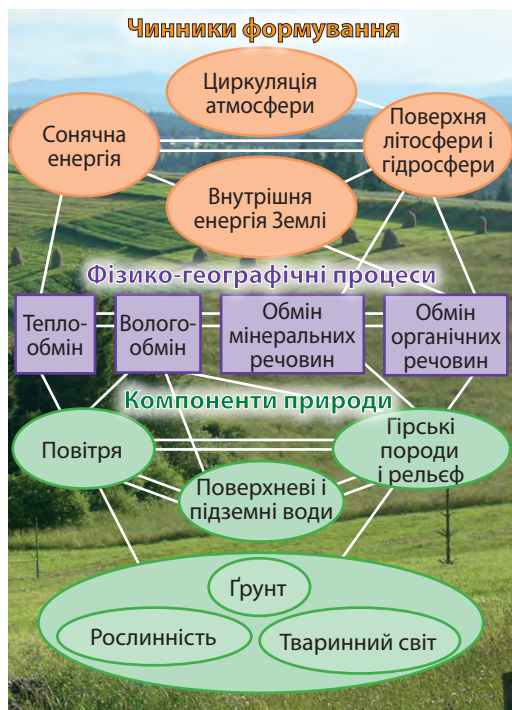 Чинники формування
Циркуляція
атмосфери
Сонячна
енергія
Поверхня
літосфери і
гідросфери
Внутрішня
енергія Землі
Фізико-географічні процеси
Тепло-
обмін
Волого-
обмін
Обмін
мінеральних
речовин
Обмін
органічних
речовин
Компоненти природи
Повітря
Гірські
породи
і рельєф
Поверхневі і
підземні води
Ґрунт
Рослинність
Тваринний світ